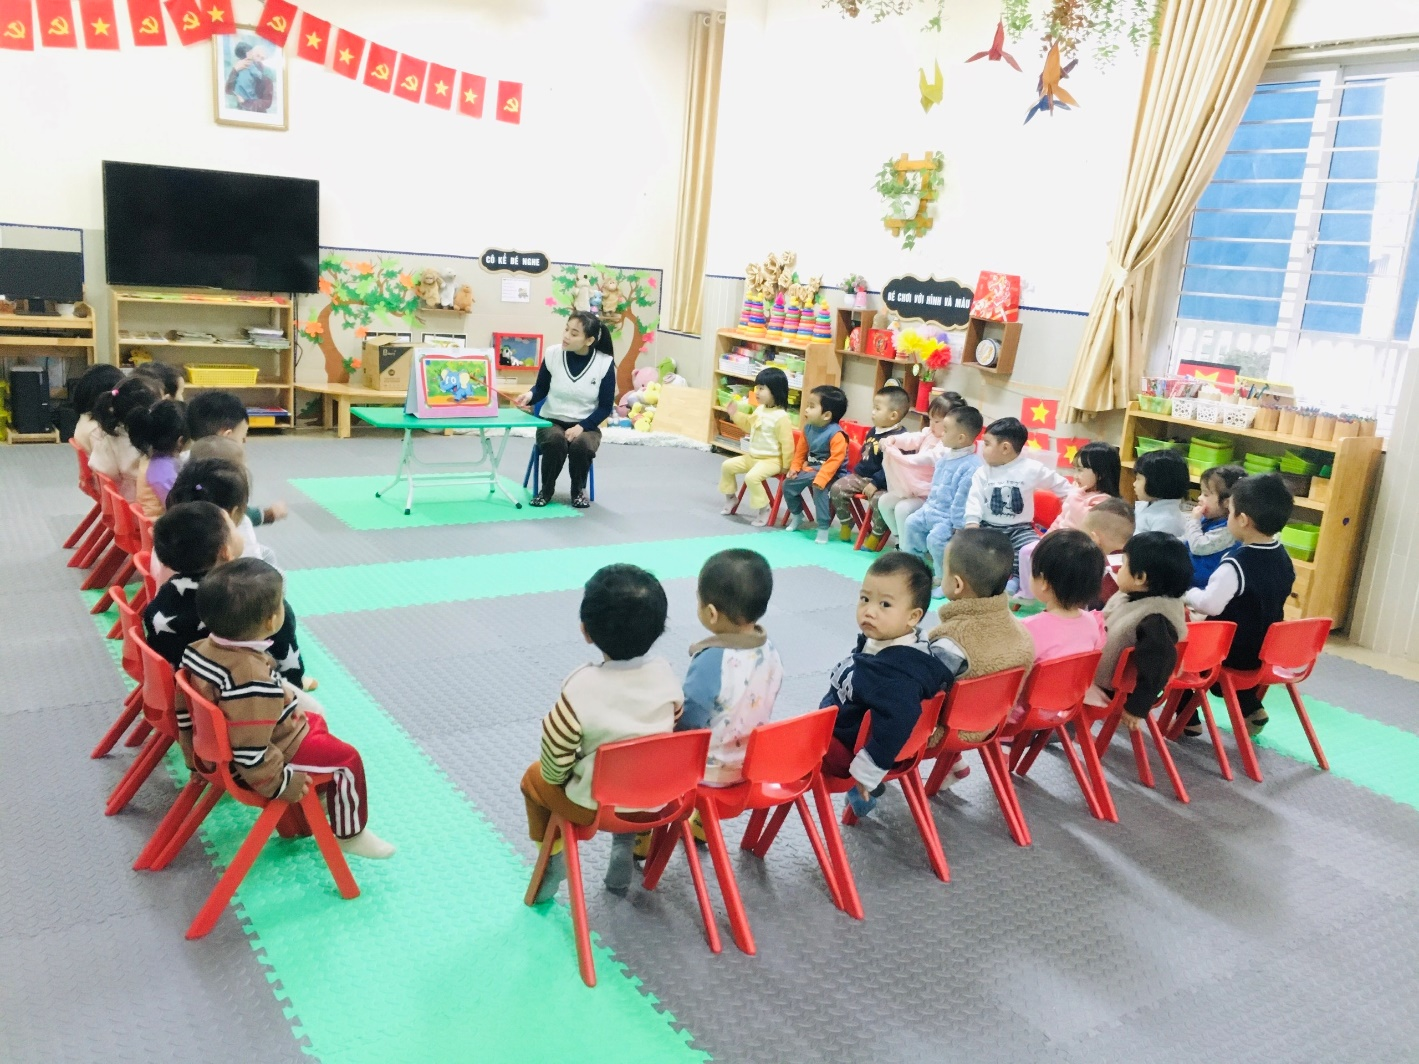 CÔ KỂ BÉ NGHE
BÉ CHƠI VỚI HÌNH VÀ MÀU